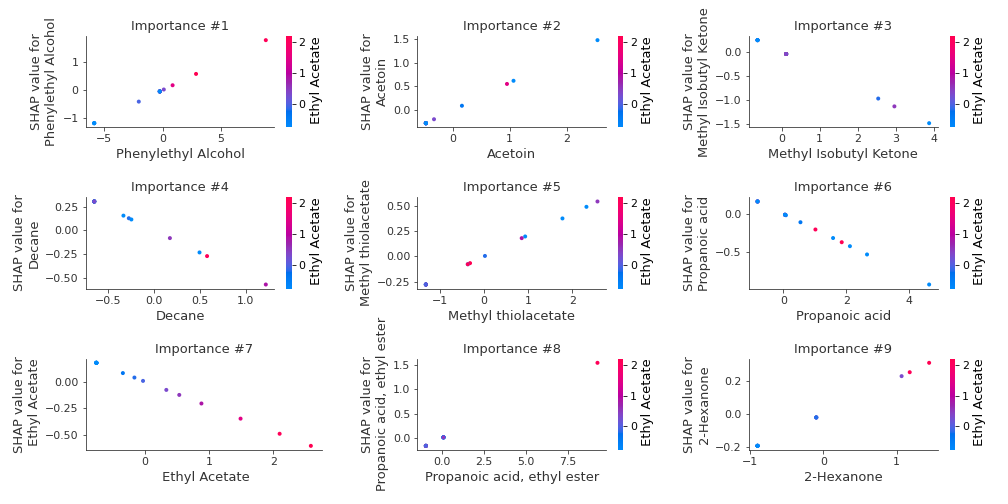 Importance #1
SHAP value for
Phenylethyl Alcohol
1
0
−1
−5
0
5
Phenylethyl Alcohol
2
1
0
Ethyl Acetate
Importance #2
SHAP value for
Acetoin
1.5
1.0
0.5
0.0
0
1
2
Acetoin
2
1
0
Ethyl Acetate
Importance #3
SHAP value for
Methyl Isobutyl Ketone
0.0
−0.5
−1.0
−1.5
0
1
2
3
4
Methyl Isobutyl Ketone
2
1
0
Ethyl Acetate
Importance #4
SHAP value for
Decane
0.25
0.00
−0.25
−0.50
−0.5
0.0
0.5
1.0
Decane
2
1
0
Ethyl Acetate
Importance #5
SHAP value for
Methyl thiolacetate
0.50
0.25
0.00
−0.25
−1
0
1
2
Methyl thiolacetate
2
1
0
Ethyl Acetate
Importance #6
SHAP value for
Propanoic acid
0.0
−0.5
0
2
4
Propanoic acid
2
1
0
Ethyl Acetate
Importance #7
SHAP value for
Ethyl Acetate
0.00
−0.25
−0.50
0
1
2
Ethyl Acetate
Importance #8
SHAP value for
Propanoic acid, ethyl ester
1.5
1.0
0.5
0.0
0.0
2.5
5.0
7.5
Propanoic acid, ethyl ester
2
1
0
Ethyl Acetate
Importance #9
SHAP value for
2-Hexanone
0.2
0.0
−0.2
−1
0
1
2-Hexanone
2
1
0
Ethyl Acetate